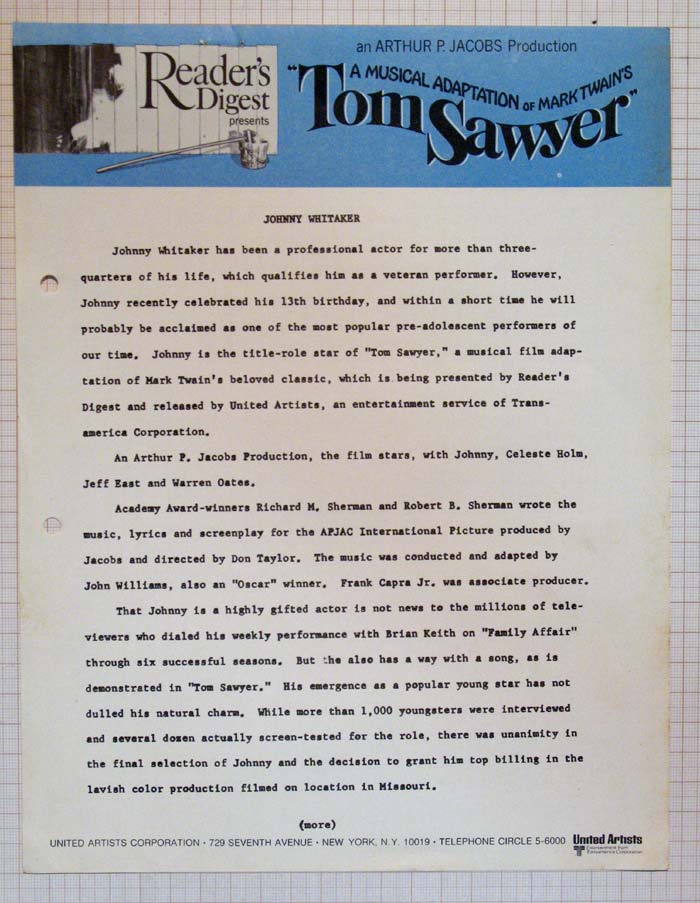 an ARTHUR P. JACOBS Production
Reader's
Digest
presents
A MUSICAL ADAPTATION OF MARK TWAIN'S
"Tom Sawyer"
JOHNNY WHITAKER
Johnny Whitaker has been a professional actor for more than three-
quarters of his life, which qualifies him as a veteran performer. However,
Johnny recently celebrated his 13th birthday, and within a short time he will
probably be acclaimed as one of the most popular pre-adolescent performers of
our time. Johnny is the title-role star of "Tom Sawyer," a musical film adap-
tation of Mark Twain's beloved classic, which is being presented by Reader's
Digest and released by United Artists, an entertainment service of Trans-
america Corporation.
An Arthur P. Jacobs Production, the film stars, with Johnny, Celeste Holm,
Jeff East and Warren Oates.
Academy Award-winners Richard M. Sherman and Robert B. Sherman wrote the
music, lyrics and screenplay for the APJAC International Picture produced by
Jacobs and directed by Don Taylor. The music was conducted and adapted by
John Williams, also an "Oscar" winner. Frank Capra Jr. was associate producer.
That Johnny is a highly gifted actor is not news to the millions of tele-
viewers who dialed his weekly performance with Brian Keith on "Family Affair"
through six successful seasons. But he also has a way with a song, as is
demonstrated in "Tom Sawyer." His emergence as a popular young star has not
dulled his natural charm. While more than 1,000 youngsters were interviewed
and several dozen actually screen-tested for the role, there was unanimity in
the final selection of Johnny and the decision to grant him top billing in the
lavish color production filmed on location in Missouri.
(more)
UNITED ARTISTS CORPORATION · 729 SEVENTH AVENUE · NEW YORK, N.Y. 10019 · TELEPHONE CIRCLE 5-6000
United Artists
Entertainment from
Transamerica Corporation